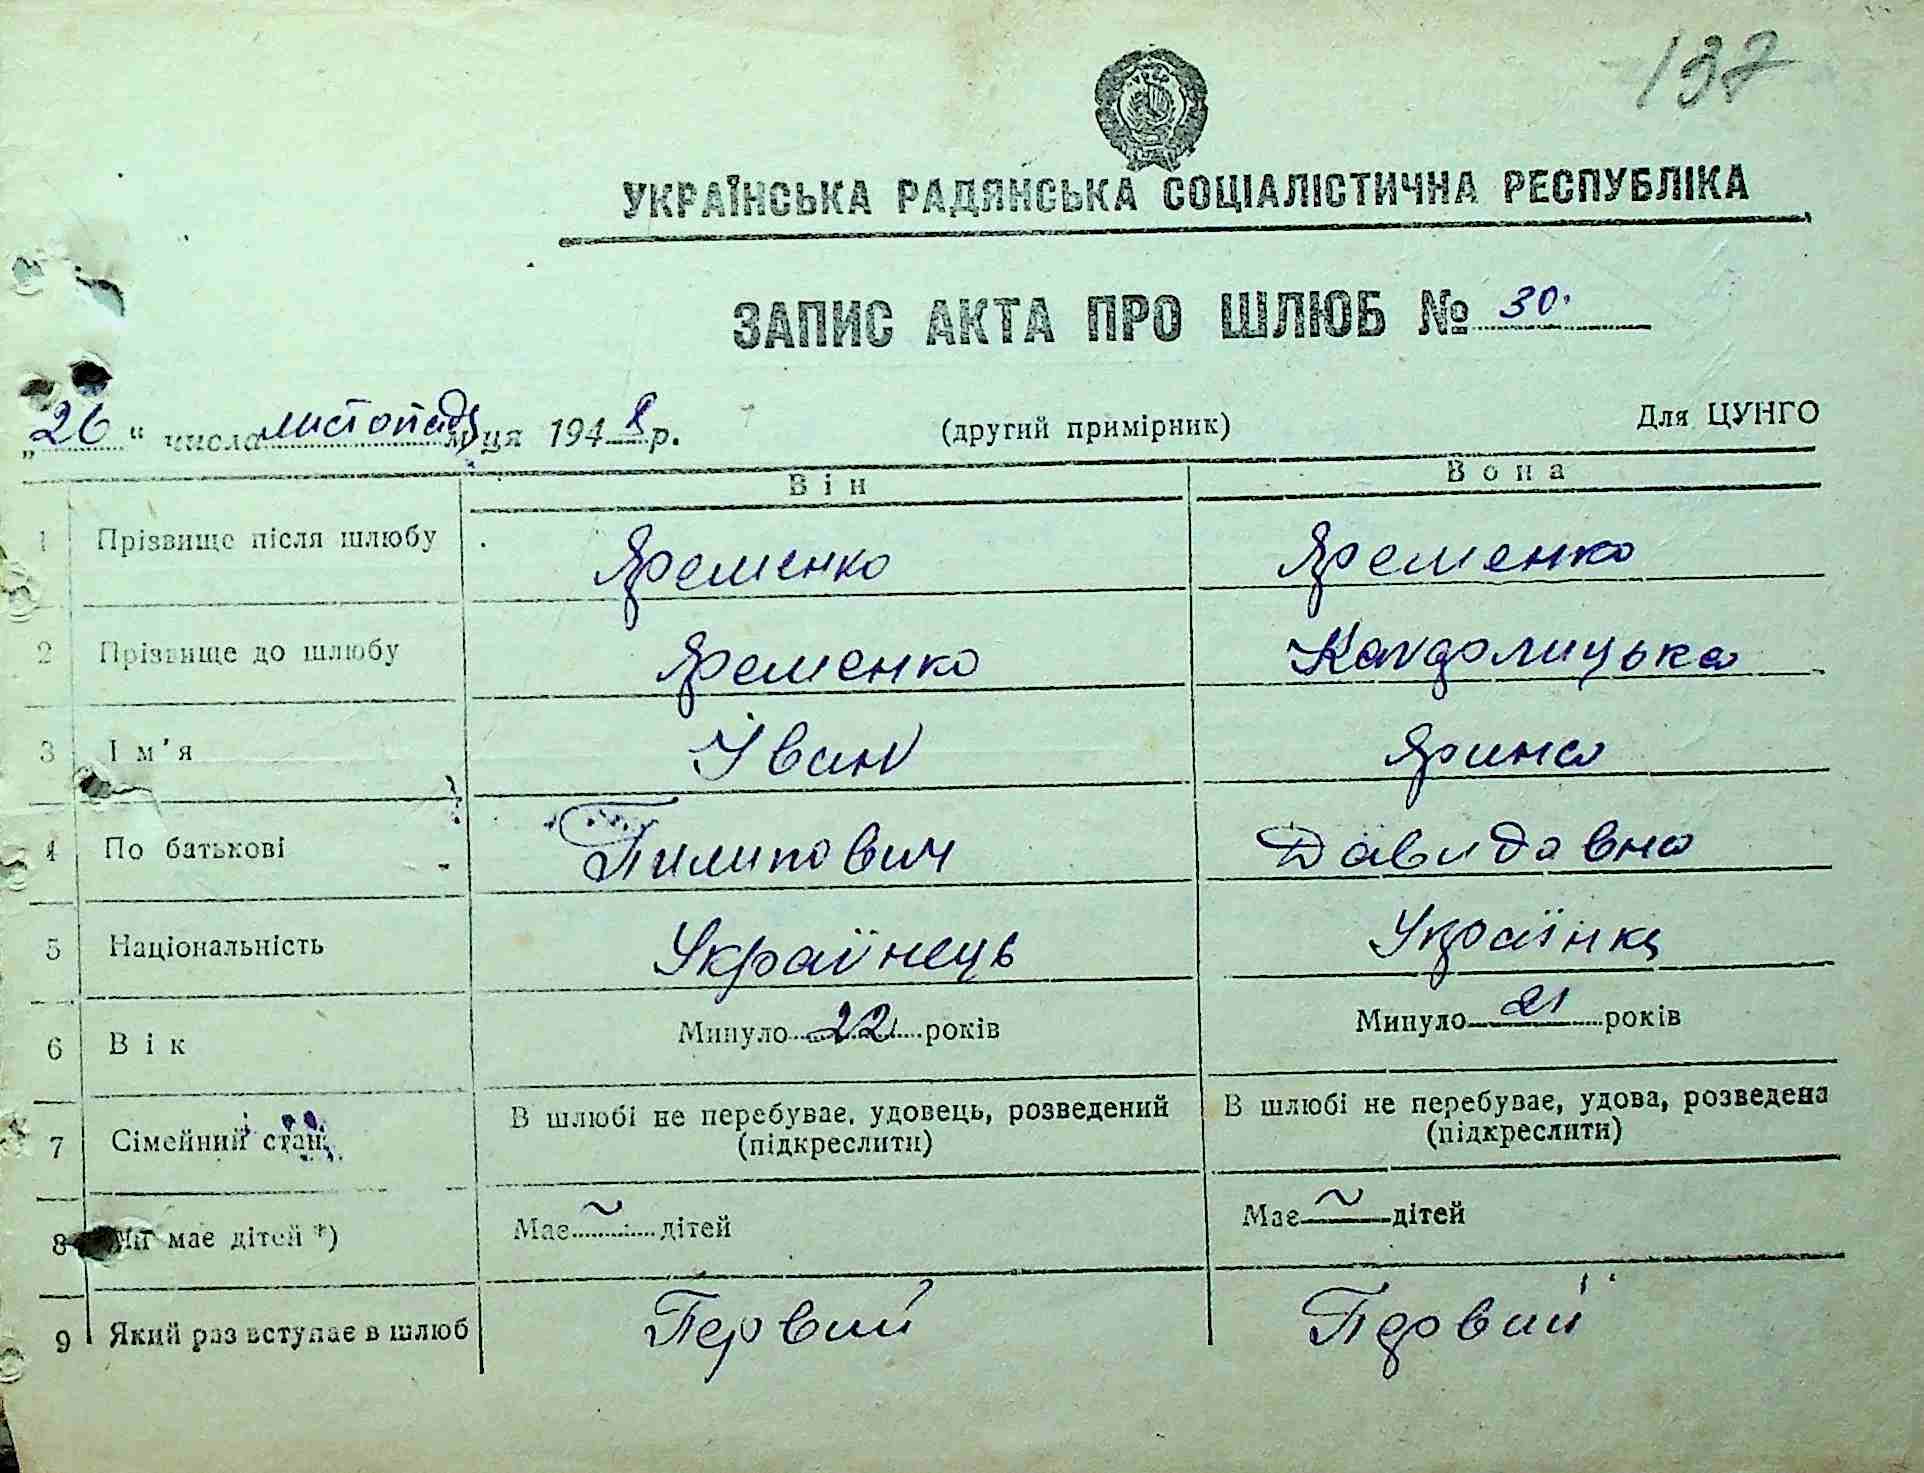 137
УКРАЇНСЬКА РАДЯНСЬКА СОЦІАЛІСТИЧНА РЕСПУБЛІКА
ЗАПИС АКТА ПРО ШЛЮБ № 30.
„26“ числа листопада м-ця 1948 р. (другий примірник) Для ЦУНГО
Він Вона
1 Прізвище після шлюбу Яременко Яременко
2 Прізвище до шлюбу Яременко
3 Ім'я Іван Ярина
4 По батькові Пилипович Давидовна
5 Національність Українець Українка
6 Вік Минуло 22 років Минуло 21 років
7 Сімейний стан В шлюбі не перебуває, удовець, розведений (підкреслити) В шлюбі не перебуває, удова, розведена (підкреслити)
8 Чи має дітей *) Має ~ дітей Має ~ дітей
9 Який раз вступає в шлюб Первий Первий